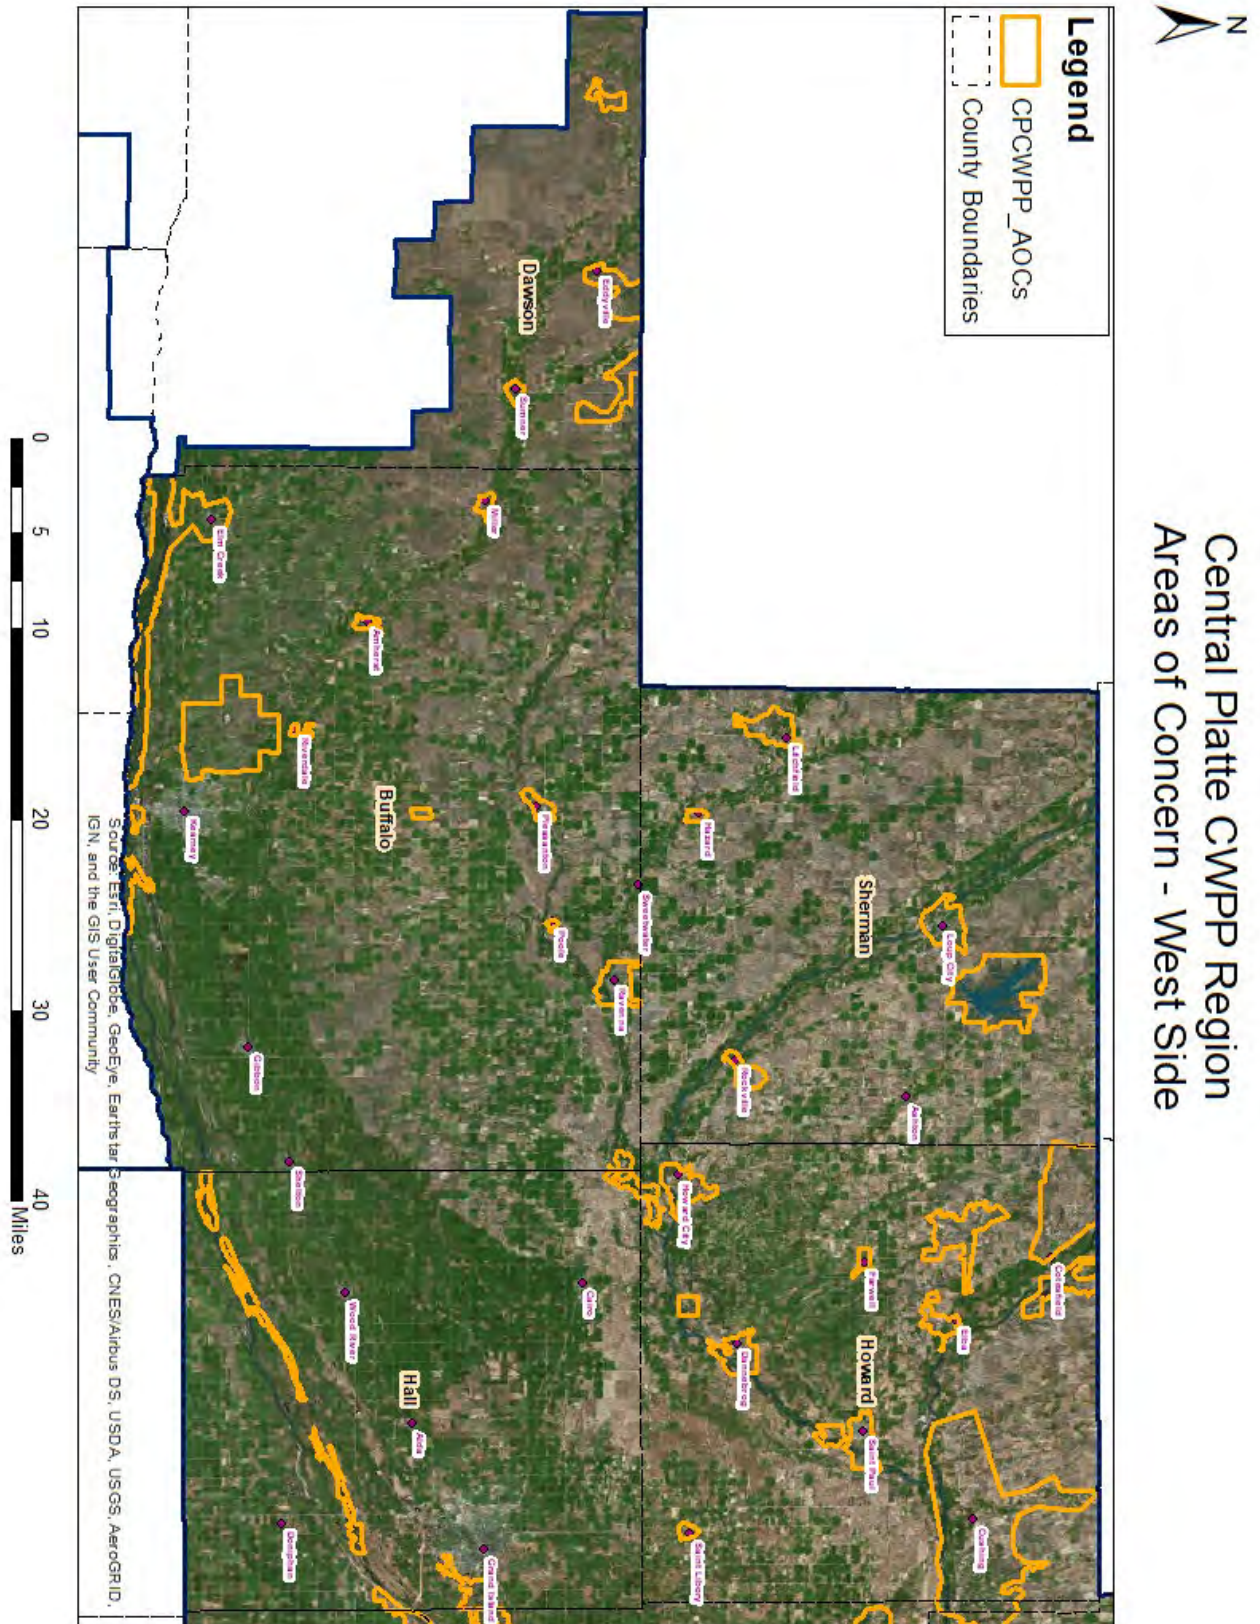 Central Platte CWPP Region
Areas of Concern - West Side
N
Legend
CPCWPP_AOCs
County Boundaries
Litchfield
Hazard
Sherman
Loup City
Sweetwater
Rockville
Ashton
Cotesfield
Elba
Farwell
Howard City
Dannebrog
Howard
Saint Paul
Cushing
Saint Libory
Eddyville
Dawson
Sumner
Miller
Elm Creek
Amherst
Riverdale
Buffalo
Pleasanton
Poole
Ravenna
Kearney
Gibbon
Shelton
Cairo
Wood River
Hall
Alda
Doniphan
Grand Island
Source: Esri, DigitalGlobe, GeoEye, Earthstar Geographics, CNES/Airbus DS, USDA, USGS, AeroGRID,
IGN, and the GIS User Community
0 5 10 20 30 40
Miles